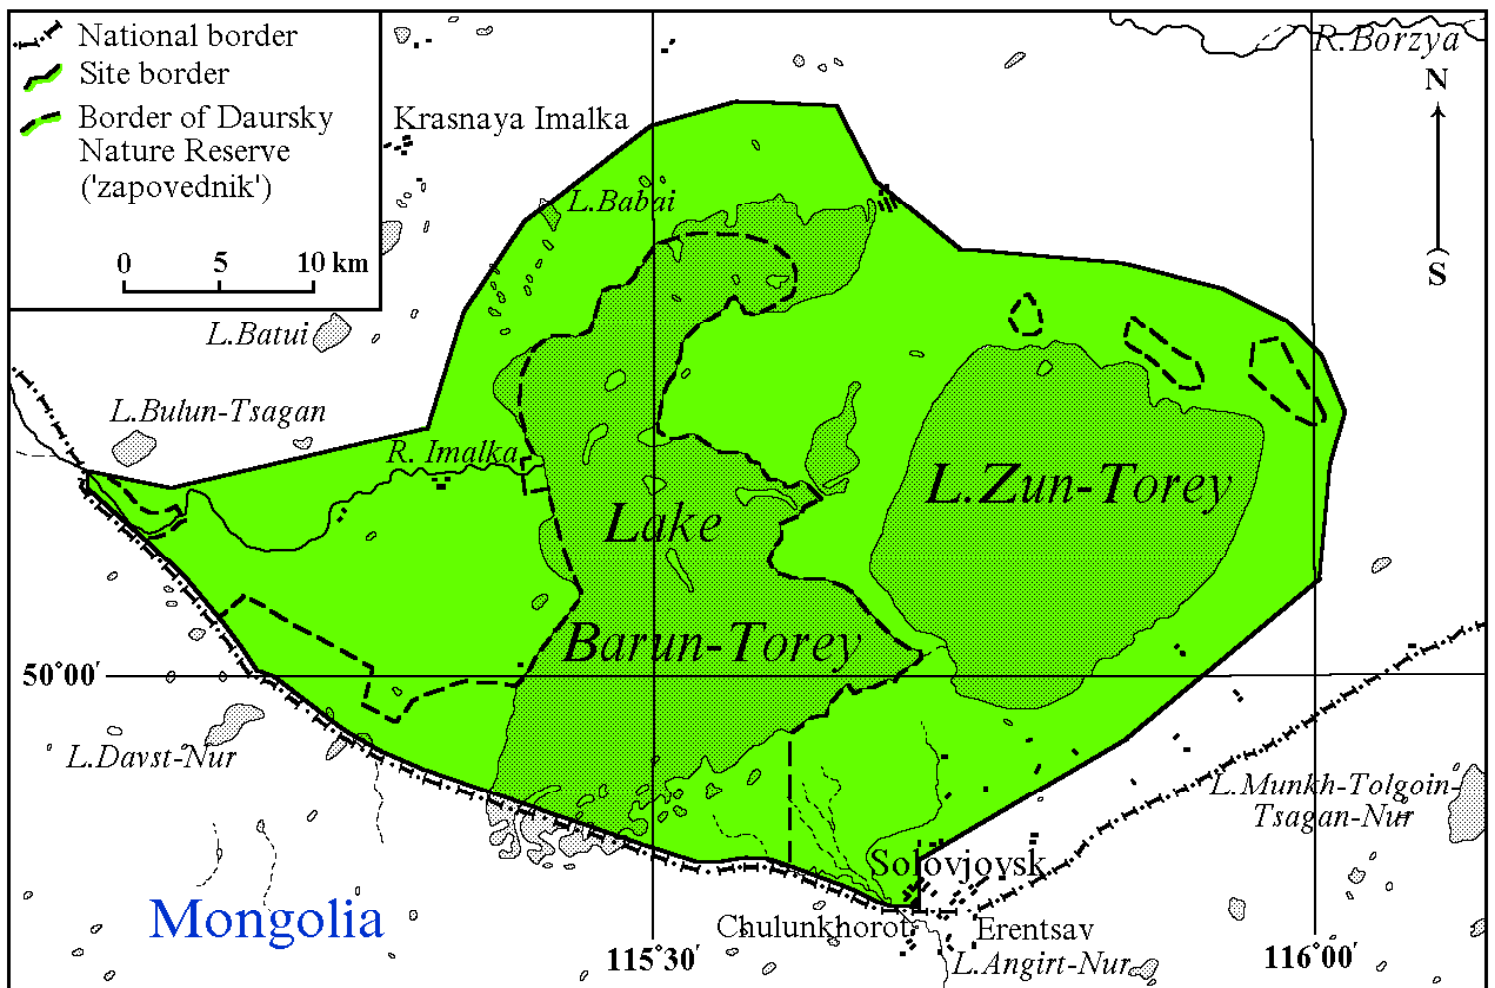 National border
Site border
Border of Daursky
Nature Reserve
('zapovednik')
0 5 10 km
R.Borzya
N
S
Krasnaya Imalka
L.Babai
L.Batui
L.Bulun-Tsagan
R. Imalka
L.Zun-Torey
Lake
Barun-Torey
50°00'
L.Davst-Nur
L.Munkh-Tolgoin-
Tsagan-Nur
Solovjovsk
Mongolia
Chulunkhorot
Erentsav
L.Angirt-Nur
115°30'
116°00'